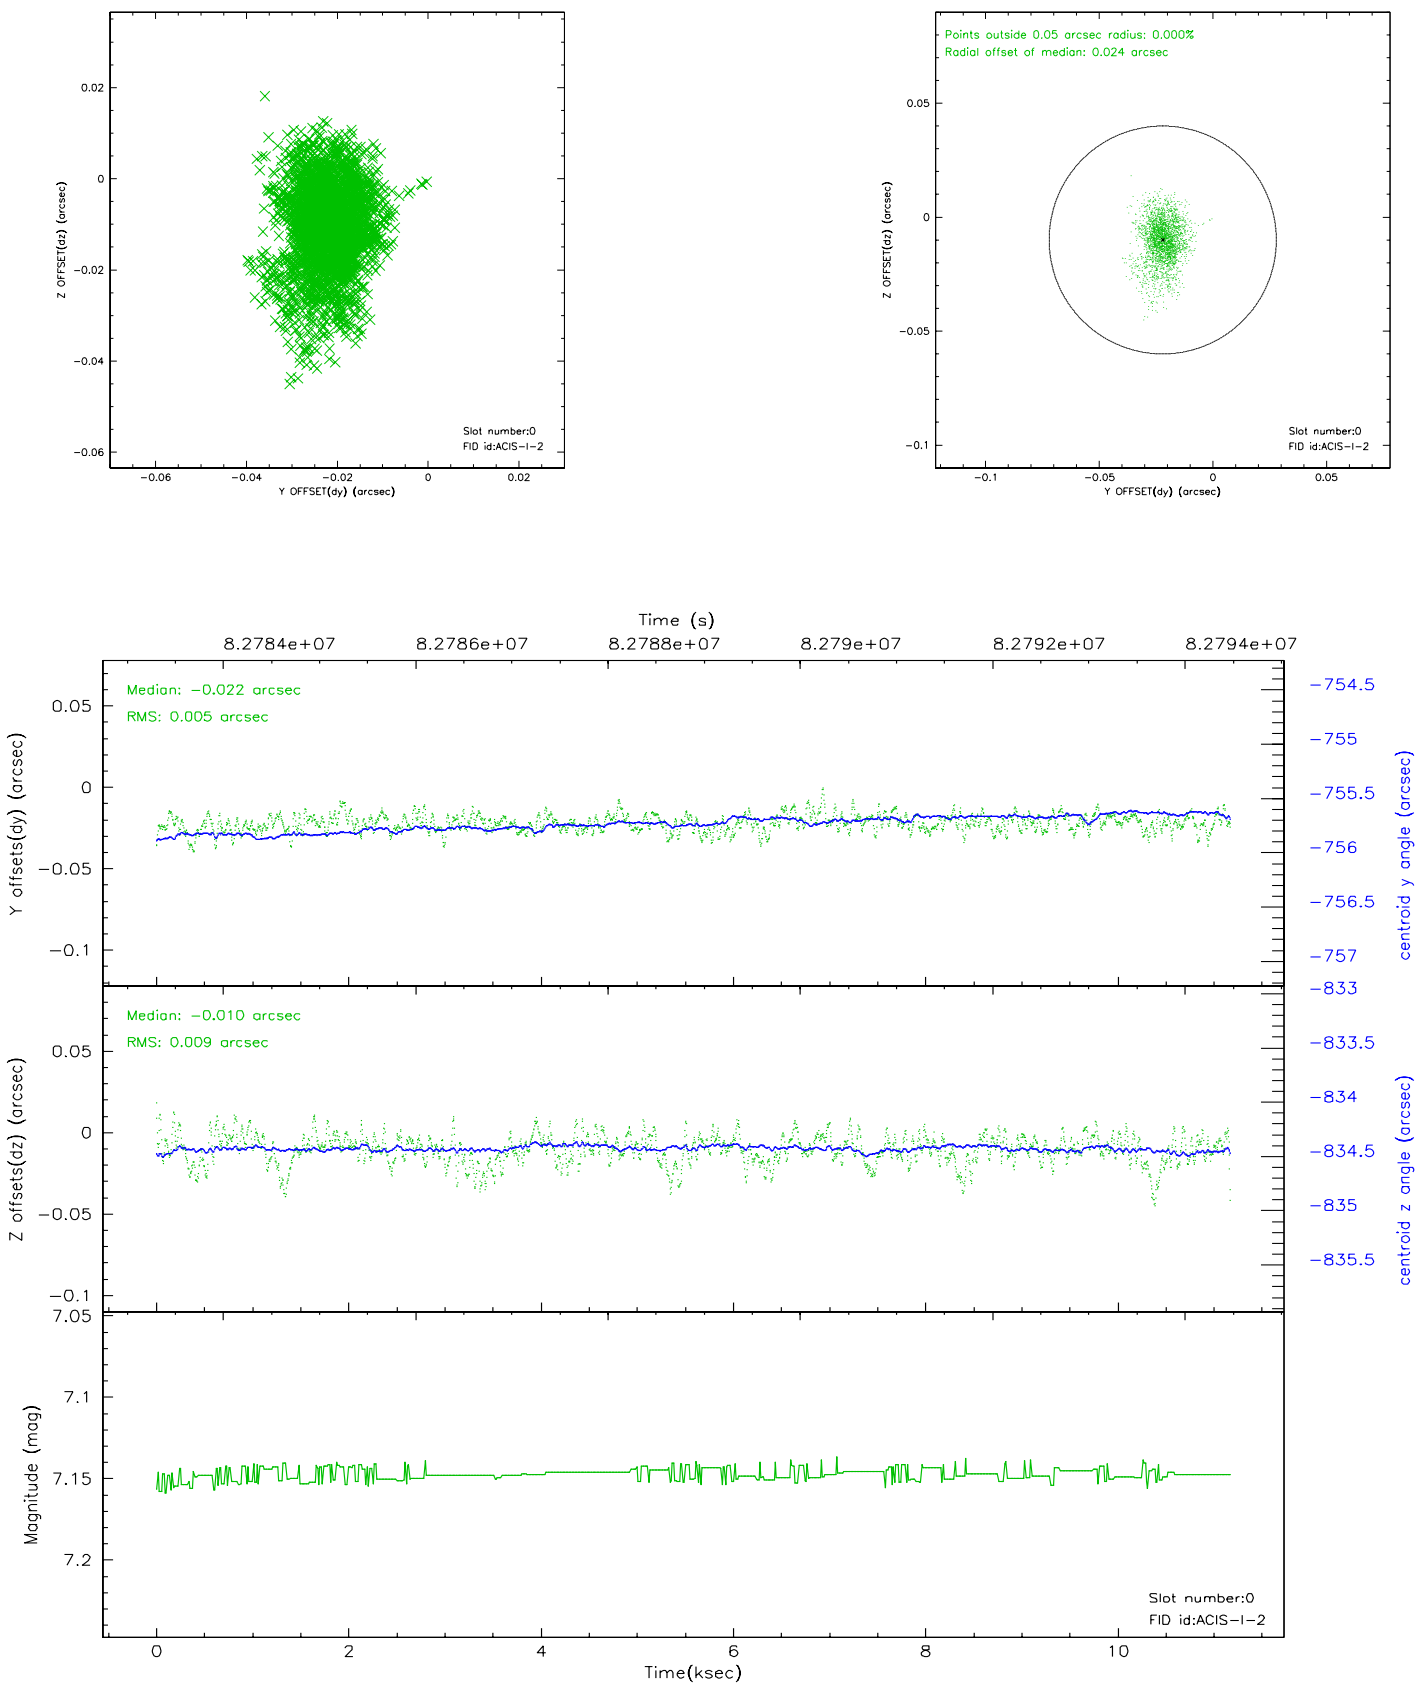 0.02
0
−0.02
−0.04
−0.06
Z OFFSET(dz) (arcsec)
Slot number:0
FID id:ACIS−I−2
−0.06 −0.04 −0.02 0 0.02
Y OFFSET(dy) (arcsec)
Points outside 0.05 arcsec radius: 0.000%
Radial offset of median: 0.024 arcsec
0.05
0
−0.05
−0.1
Z OFFSET(dz) (arcsec)
Slot number:0
FID id:ACIS−I−2
−0.1 −0.05 0 0.05
Y OFFSET(dy) (arcsec)
Time (s)
8.2784e+07 8.2786e+07 8.2788e+07 8.279e+07 8.2792e+07 8.2794e+07
Median: −0.022 arcsec
RMS: 0.005 arcsec
0.05
0
−0.05
−0.1
Y offsets(dy) (arcsec)
−754.5
−755
−755.5
−756
−756.5
−757
centroid y angle (arcsec)
Median: −0.010 arcsec
RMS: 0.009 arcsec
0.05
0
−0.05
−0.1
Z offsets(dz) (arcsec)
−833
−833.5
−834
−834.5
−835
−835.5
centroid z angle (arcsec)
7.05
7.1
7.15
7.2
Magnitude (mag)
Slot number:0
FID id:ACIS−I−2
0 2 4 6 8 10
Time(ksec)